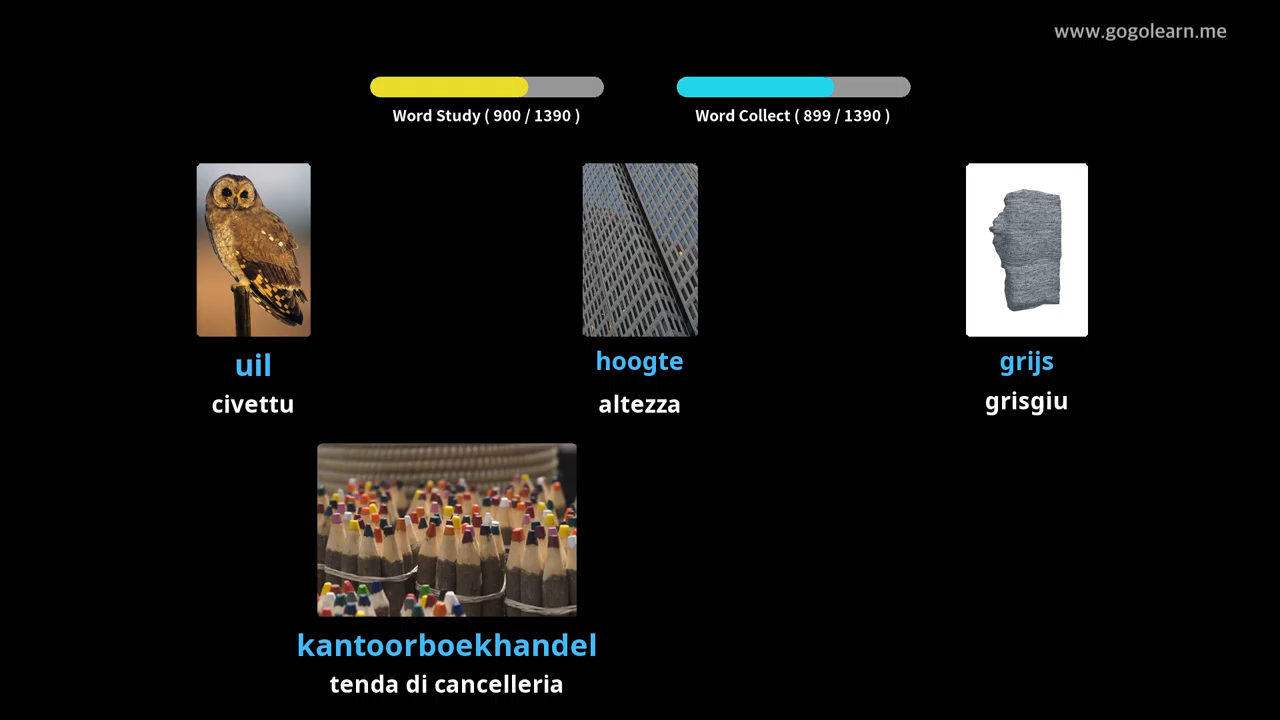 www.gogolearn.me
Word Study ( 900 / 1390 )
Word Collect ( 899 / 1390 )
uil
civettu
hoogte
altezza
grijs
grisgiu
kantoorboekhandel
tenda di cancelleria